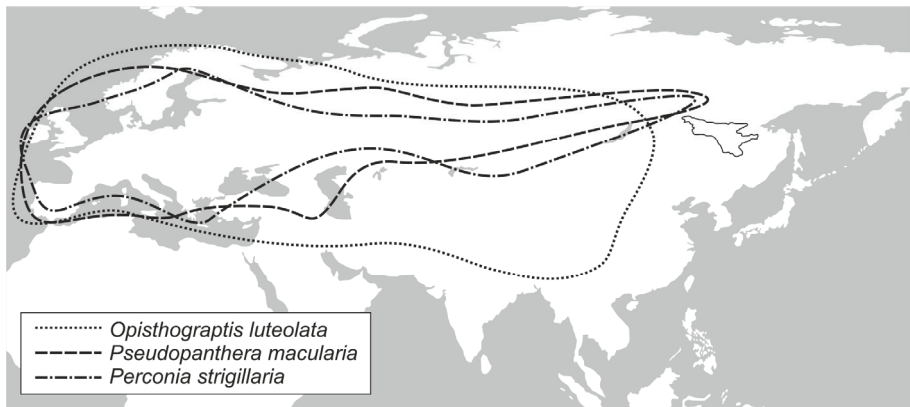 Opisthograptis luteolata
Pseudopanthera macularia
Perconia strigillaria